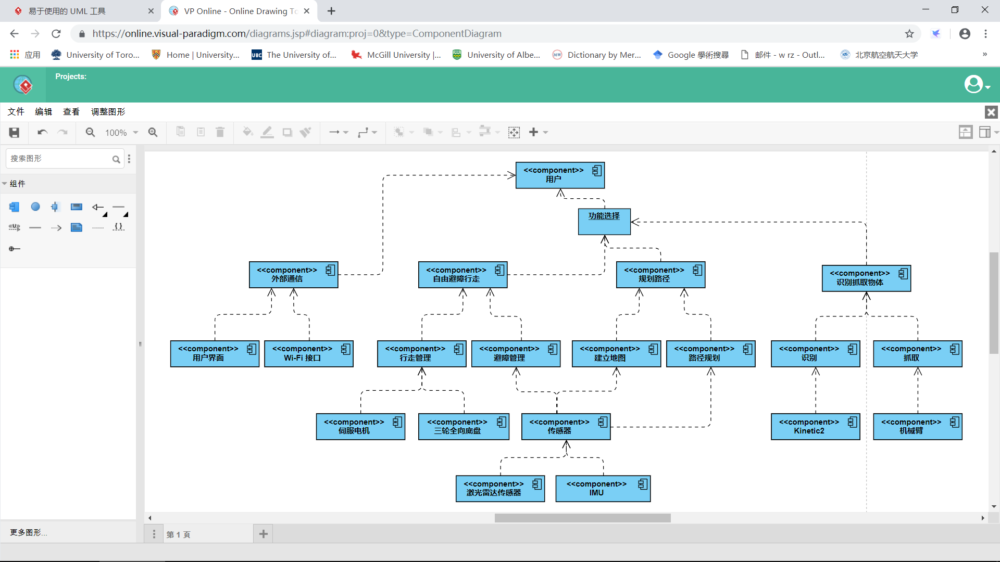 易于使用的 UML 工具
VP Online - Online Drawing To
https://online.visual-paradigm.com/diagrams.jsp#diagram:proj=0&type=ComponentDiagram
应用
University of Toro...
Home | University...
UBC
The University of...
McGill University |...
University of Albe...
M-W
Dictionary by Mer...
Google 學術搜尋
邮件 - w rz - Outl...
北京航空航天大学
»
Projects:
文件 编辑 查看 调整图形
100%
搜索图形
组件
<<U>>
{ }
更多图形...
第 1 页
<<component>>
用户
功能选择
<<component>>
外部通信
<<component>>
自由避障行走
<<component>>
规划路径
<<component>>
识别抓取物体
<<component>>
用户界面
<<component>>
Wi-Fi 接口
<<component>>
行走管理
<<component>>
避障管理
<<component>>
建立地图
<<component>>
路径规划
<<component>>
识别
<<component>>
抓取
<<component>>
伺服电机
<<component>>
三轮全向底盘
<<component>>
传感器
<<component>>
Kinetic2
<<component>>
机械臂
<<component>>
激光雷达传感器
<<component>>
IMU